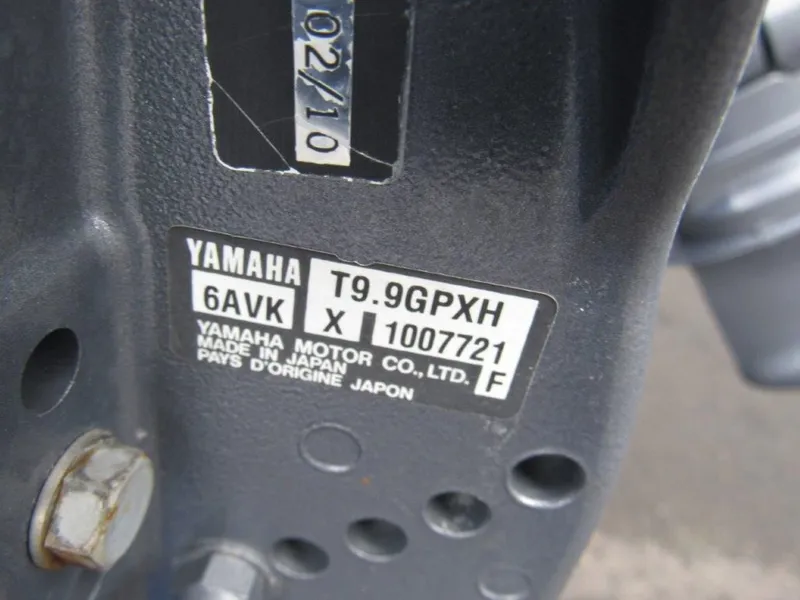 02/10
YAMAHA
T9.9GPXH
6AVK
X 1007721
YAMAHA MOTOR CO., LTD.
MADE IN JAPAN
PAYS D'ORIGINE JAPON
F